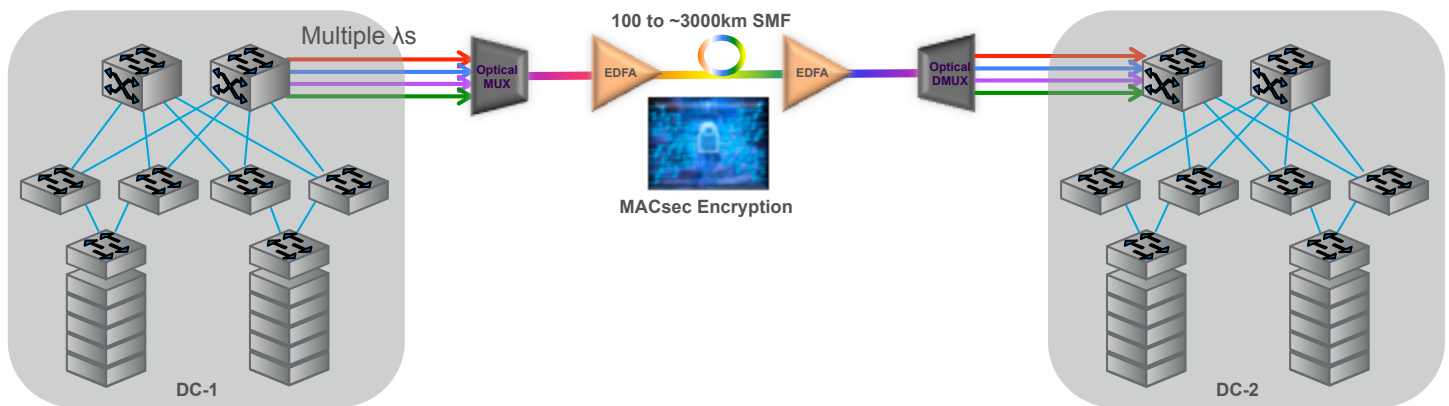 Multiple λs
100 to ~3000km SMF
Optical
MUX
EDFA
EDFA
Optical
DMUX
MACsec Encryption
DC-1
DC-2